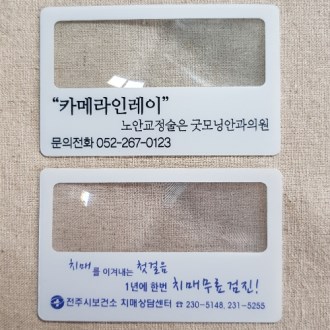 “카메라인레이”
노안교정술은 굿모닝안과의원
문의전화 052-267-0123
치매를 이겨내는 첫걸음
1년에 한번 치매무료검진!
전주시보건소 치매상담센터 ☎ 230-5148, 231-5255